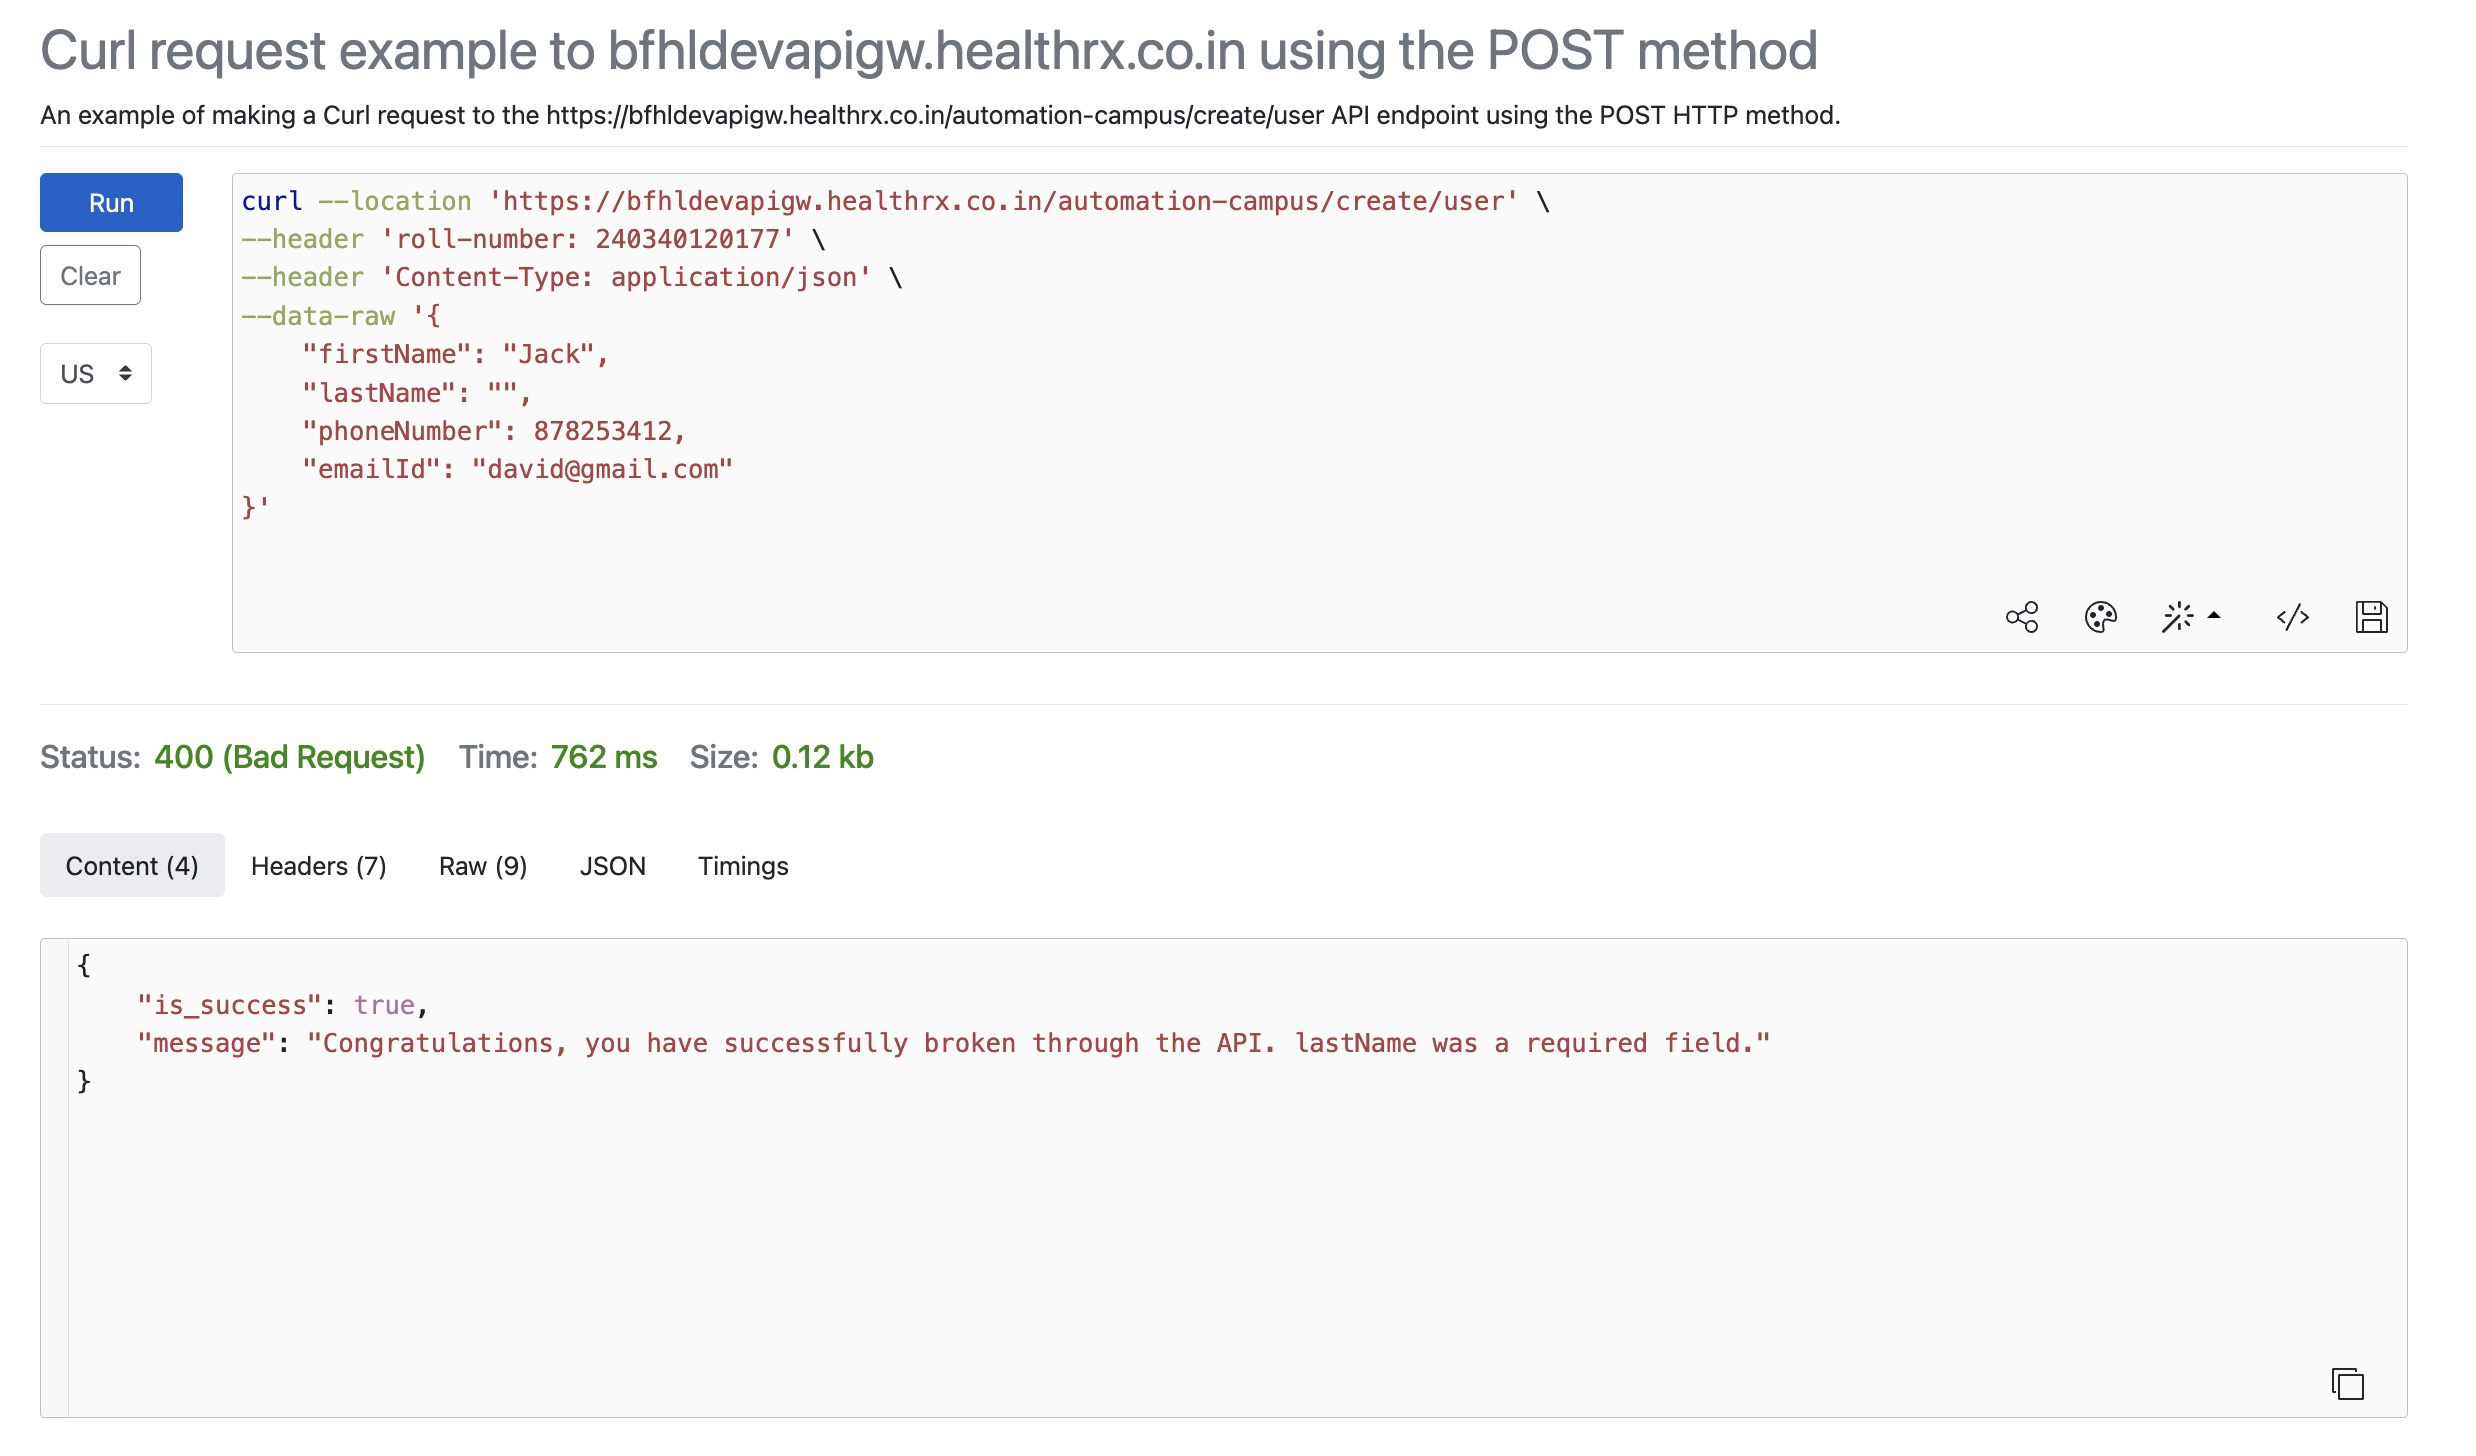 Curl request example to bfhldevapigw.healthrx.co.in using the POST method
An example of making a Curl request to the https://bfhldevapigw.healthrx.co.in/automation-campus/create/user API endpoint using the POST HTTP method.
Run
Clear
US
curl --location 'https://bfhldevapigw.healthrx.co.in/automation-campus/create/user' \
--header 'roll-number: 240340120177' \
--header 'Content-Type: application/json' \
--data-raw '{
    "firstName": "Jack",
    "lastName": "",
    "phoneNumber": 878253412,
    "emailId": "david@gmail.com"
}'
Status: 400 (Bad Request) Time: 762 ms Size: 0.12 kb
Content (4) Headers (7) Raw (9) JSON Timings
{
    "is_success": true,
    "message": "Congratulations, you have successfully broken through the API. lastName was a required field."
}